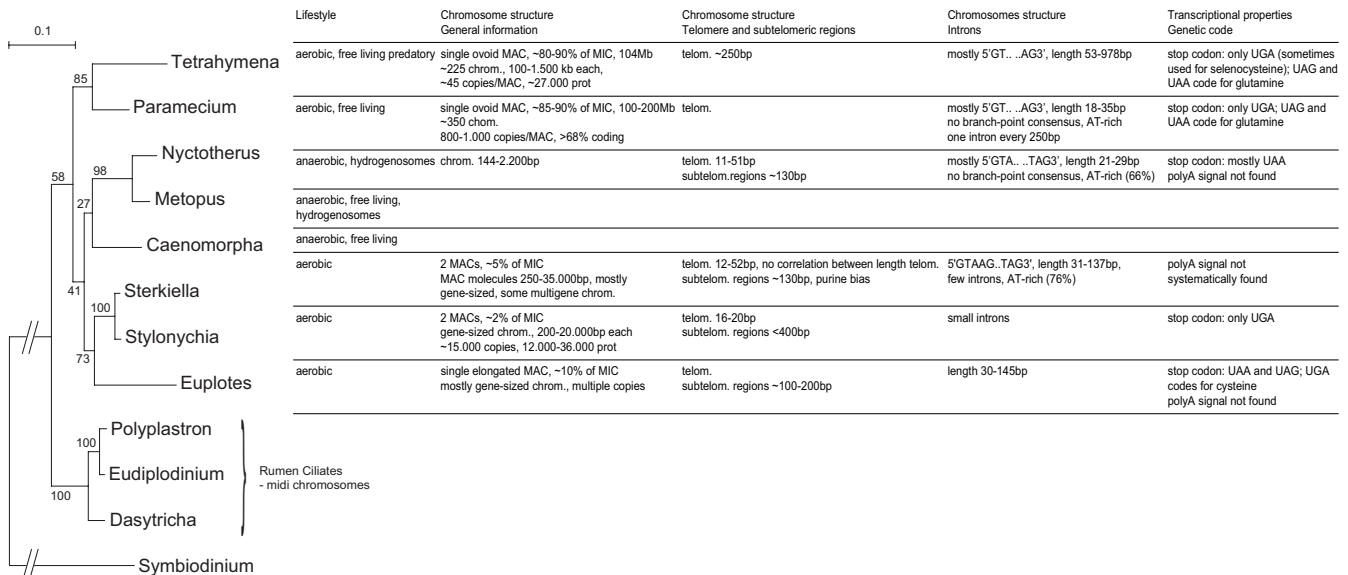 0.1
Lifestyle
Chromosome structure
General information
Chromosome structure
Telomere and subtelomeric regions
Chromosomes structure
Introns
Transcriptional properties
Genetic code
Tetrahymena
aerobic, free living predatory
single ovoid MAC, ~80-90% of MIC, 104Mb
~225 chrom., 100-1.500 kb each,
~45 copies/MAC, ~27.000 prot
telom. ~250bp
mostly 5'GT.. ..AG3', length 53-978bp
stop codon: only UGA (sometimes
used for selenocysteine); UAG and
UAA code for glutamine
85
Paramecium
aerobic, free living
single ovoid MAC, ~85-90% of MIC, 100-200Mb
~350 chom.
800-1.000 copies/MAC, >68% coding
telom.
mostly 5'GT.. ..AG3', length 18-35bp
no branch-point consensus, AT-rich
one intron every 250bp
stop codon: only UGA; UAG and
UAA code for glutamine
Nyctotherus
anaerobic, hydrogenosomes
chrom. 144-2.200bp
telom. 11-51bp
subtelom.regions ~130bp
mostly 5'GTA.. ..TAG3', length 21-29bp
no branch-point consensus, AT-rich (66%)
stop codon: mostly UAA
polyA signal not found
58
98
Metopus
anaerobic, free living,
hydrogenosomes
27
Caenomorpha
anaerobic, free living
Sterkiella
aerobic
2 MACs, ~5% of MIC
MAC molecules 250-35.000bp, mostly
gene-sized, some multigene chrom.
telom. 12-52bp, no correlation between length telom.
subtelom. regions ~130bp, purine bias
5'GTAAG..TAG3', length 31-137bp,
few introns, AT-rich (76%)
polyA signal not
systematically found
41
100
Stylonychia
aerobic
2 MACs, ~2% of MIC
gene-sized chrom., 200-20.000bp each
~15.000 copies, 12.000-36.000 prot
telom. 16-20bp
subtelom. regions <400bp
small introns
stop codon: only UGA
73
Euplotes
aerobic
single elongated MAC, ~10% of MIC
mostly gene-sized chrom., multiple copies
telom.
subtelom. regions ~100-200bp
length 30-145bp
stop codon: UAA and UAG; UGA
codes for cysteine
polyA signal not found
Polyplastron
100
Eudiplodinium
Rumen Ciliates
- midi chromosomes
100
Dasytricha
Symbiodinium